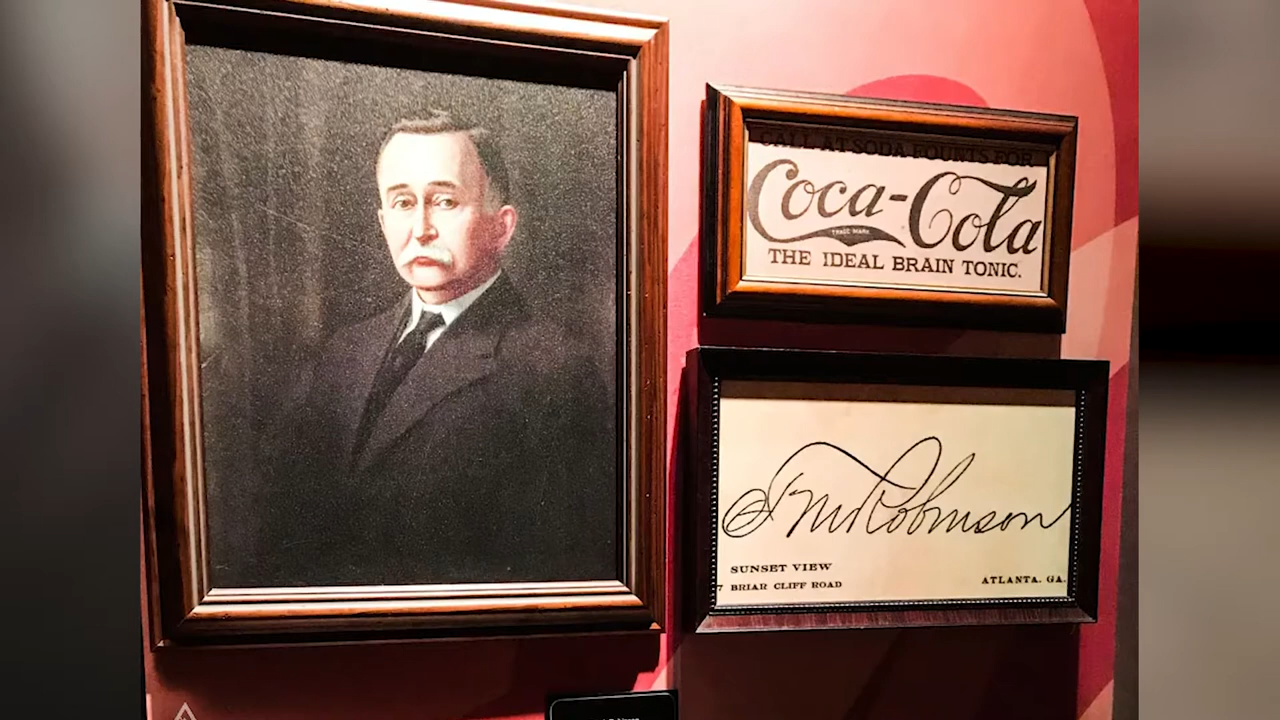 CALL AT SODA FOUNTS FOR
Coca-Cola
TRADE MARK
THE IDEAL BRAIN TONIC.
F M Robinson
SUNSET VIEW
7 BRIAR CLIFF ROAD
ATLANTA, GA.